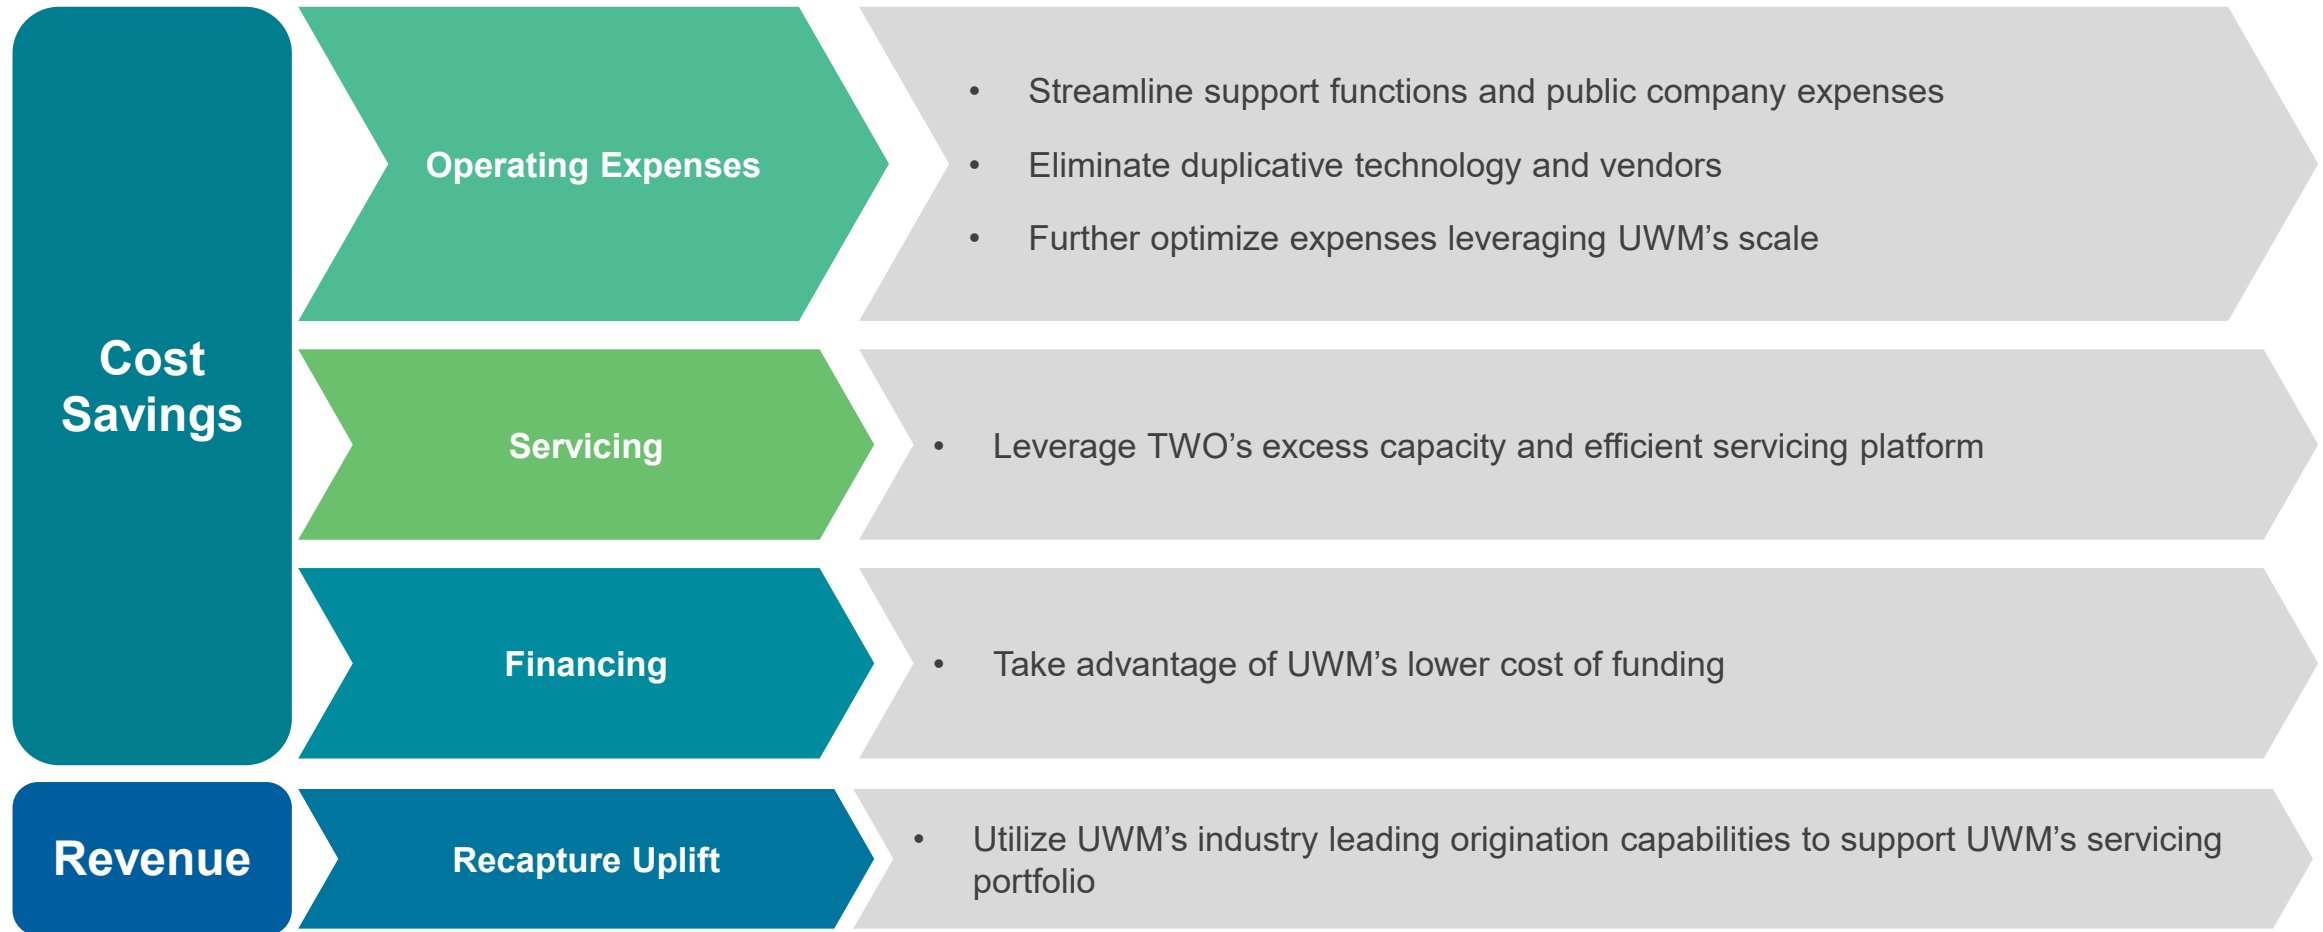 Cost
Savings
Operating Expenses
• Streamline support functions and public company expenses
• Eliminate duplicative technology and vendors
• Further optimize expenses leveraging UWM’s scale
Servicing
• Leverage TWO’s excess capacity and efficient servicing platform
Financing
• Take advantage of UWM’s lower cost of funding
Revenue
Recapture Uplift
• Utilize UWM’s industry leading origination capabilities to support UWM’s servicing
portfolio